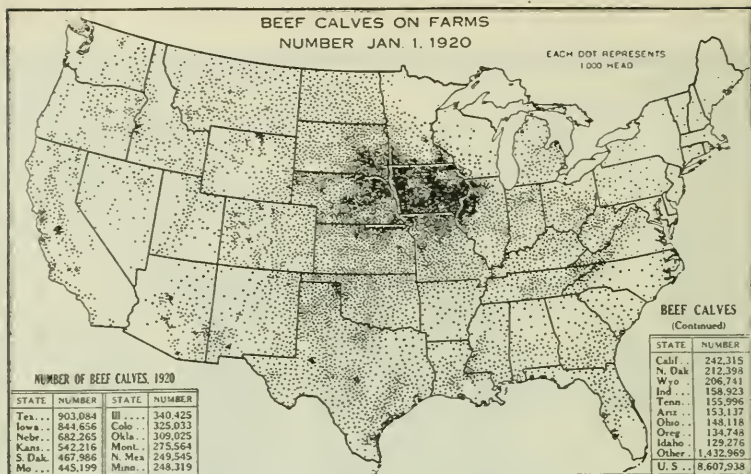 BEEF CALVES ON FARMS
NUMBER JAN. 1, 1920
EACH DOT REPRESENTS
1000 HEAD
NUMBER OF BEEF CALVES, 1920
STATE NUMBER STATE NUMBER
Tex... 903,084 Ill.... 340,425
Iowa.. 844,656 Colo.. 325,033
Nebr.. 682,265 Okla.. 309,025
Kans.. 542,216 Mont.. 275,564
S. Dak. 467,986 N. Mex 249,545
Mo... 445,199 Minn.. 248,319
BEEF CALVES
(Continued)
STATE NUMBER
Calif.. 242,315
N. Dak 212,398
Wyo.. 206,741
Ind... 158,923
Tenn.. 155,996
Ariz.. 153,137
Ohio.. 148,118
Oreg.. 134,748
Idaho. 129,276
Other. 1,432,969
U. S.. 8,607,938